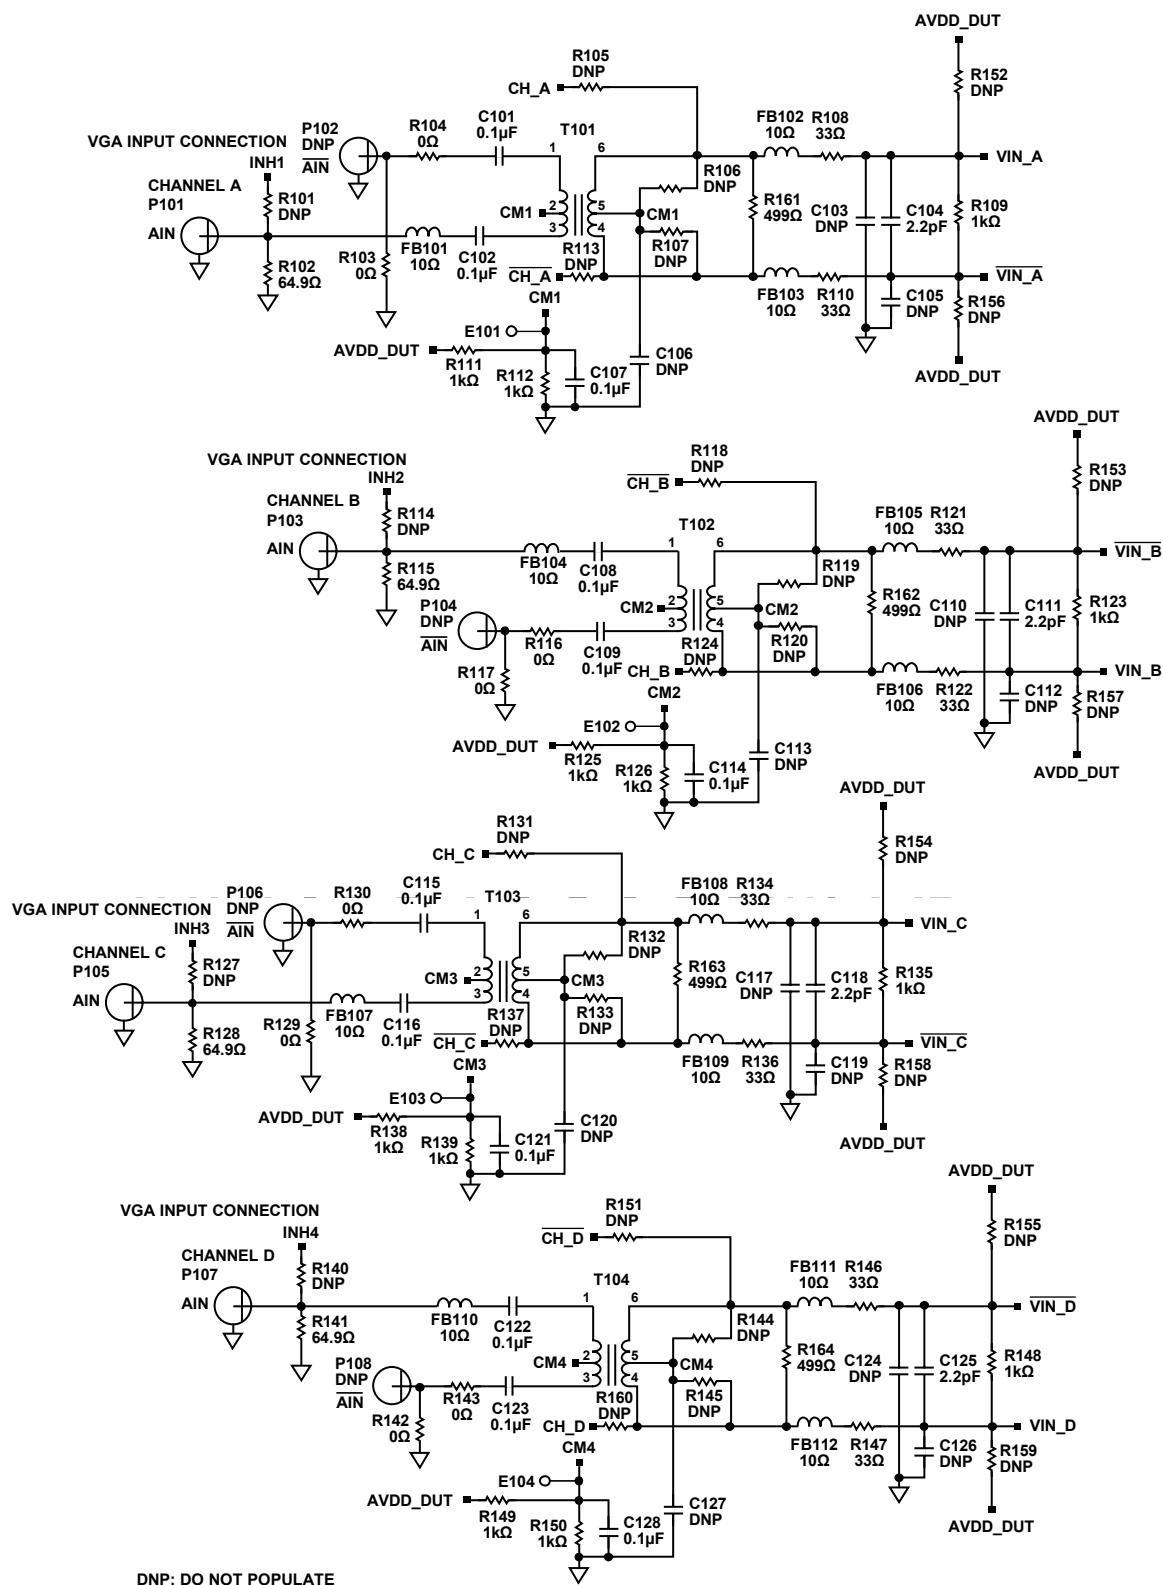 AVDD_DUT
R105
DNP
CH_A
R152
DNP
VGA INPUT CONNECTION
INH1
P102
DNP
AIN
R104
0Ω
C101
0.1µF
T101
1
6
FB102
10Ω
R108
33Ω
VIN_A
CHANNEL A
P101
AIN
R101
DNP
R106
DNP
CM1
2
5
CM1
R161
499Ω
C103
DNP
C104
2.2pF
R109
1kΩ
3
4
R107
DNP
R102
64.9Ω
R103
0Ω
FB101
10Ω
C102
0.1µF
R113
DNP
CH_A
FB103
10Ω
R110
33Ω
C105
DNP
VIN_A
R156
DNP
CM1
E101
AVDD_DUT
R111
1kΩ
R112
1kΩ
C107
0.1µF
C106
DNP
AVDD_DUT
AVDD_DUT
VGA INPUT CONNECTION
INH2
R118
DNP
CH_B
R153
DNP
CHANNEL B
P103
AIN
R114
DNP
T102
1
6
FB105
10Ω
R121
33Ω
VIN_B
R115
64.9Ω
FB104
10Ω
C108
0.1µF
R119
DNP
P104
DNP
AIN
CM2
2
5
CM2
R162
499Ω
C110
DNP
C111
2.2pF
R123
1kΩ
3
4
R116
0Ω
C109
0.1µF
R124
DNP
R120
DNP
R117
0Ω
CH_B
FB106
10Ω
R122
33Ω
C112
DNP
VIN_B
R157
DNP
CM2
E102
AVDD_DUT
R125
1kΩ
R126
1kΩ
C114
0.1µF
C113
DNP
AVDD_DUT
AVDD_DUT
R131
DNP
CH_C
R154
DNP
VGA INPUT CONNECTION
INH3
P106
DNP
AIN
R130
0Ω
C115
0.1µF
T103
1
6
FB108
10Ω
R134
33Ω
VIN_C
CHANNEL C
P105
AIN
R127
DNP
R132
DNP
CM3
2
5
CM3
R163
499Ω
C117
DNP
C118
2.2pF
R135
1kΩ
3
4
R133
DNP
R128
64.9Ω
R129
0Ω
FB107
10Ω
C116
0.1µF
R137
DNP
CH_C
FB109
10Ω
R136
33Ω
C119
DNP
VIN_C
R158
DNP
CM3
E103
AVDD_DUT
R138
1kΩ
R139
1kΩ
C121
0.1µF
C120
DNP
AVDD_DUT
AVDD_DUT
VGA INPUT CONNECTION
INH4
R151
DNP
CH_D
R155
DNP
CHANNEL D
P107
AIN
R140
DNP
T104
1
6
FB111
10Ω
R146
33Ω
VIN_D
R141
64.9Ω
FB110
10Ω
C122
0.1µF
R144
DNP
P108
DNP
AIN
CM4
2
5
CM4
R164
499Ω
C124
DNP
C125
2.2pF
R148
1kΩ
3
4
R143
0Ω
C123
0.1µF
R160
DNP
R145
DNP
R142
0Ω
CH_D
FB112
10Ω
R147
33Ω
C126
DNP
VIN_D
R159
DNP
CM4
E104
AVDD_DUT
R149
1kΩ
R150
1kΩ
C128
0.1µF
C127
DNP
AVDD_DUT
DNP: DO NOT POPULATE